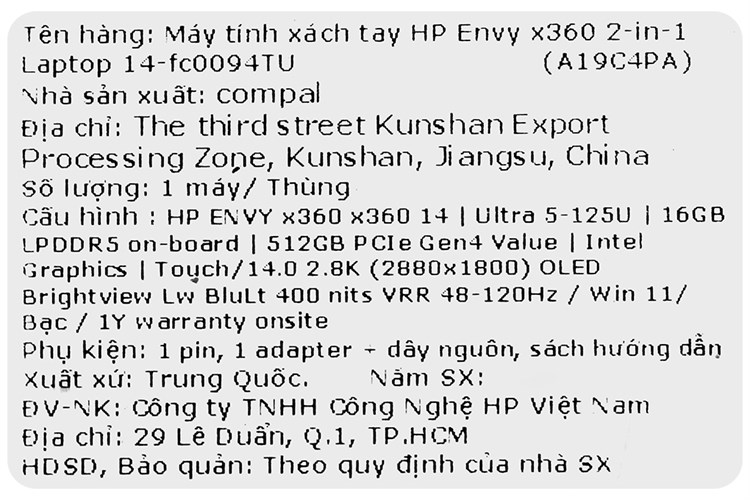 Tên hàng: Máy tính xách tay HP Envy x360 2-in-1
Laptop 14-fc0094TU (A19C4PA)
Nhà sản xuất: compal
Địa chỉ: The third street Kunshan Export
Processing Zone, Kunshan, Jiangsu, China
Số lượng: 1 máy/ Thùng
Cấu hình : HP ENVY x360 x360 14 | Ultra 5-125U | 16GB
LPDDR5 on-board | 512GB PCIe Gen4 Value | Intel
Graphics | Touch/14.0 2.8K (2880x1800) OLED
Brightview Lw BluLt 400 nits VRR 48-120Hz / Win 11/
Bạc / 1Y warranty onsite
Phụ kiện: 1 pin, 1 adapter + dây nguồn, sách hướng dẫn
Xuất xứ: Trung Quốc. Năm SX:
ĐV-NK: Công ty TNHH Công Nghệ HP Việt Nam
Địa chỉ: 29 Lê Duẩn, Q.1, TP.HCM
HDSD, Bảo quản: Theo quy định của nhà SX